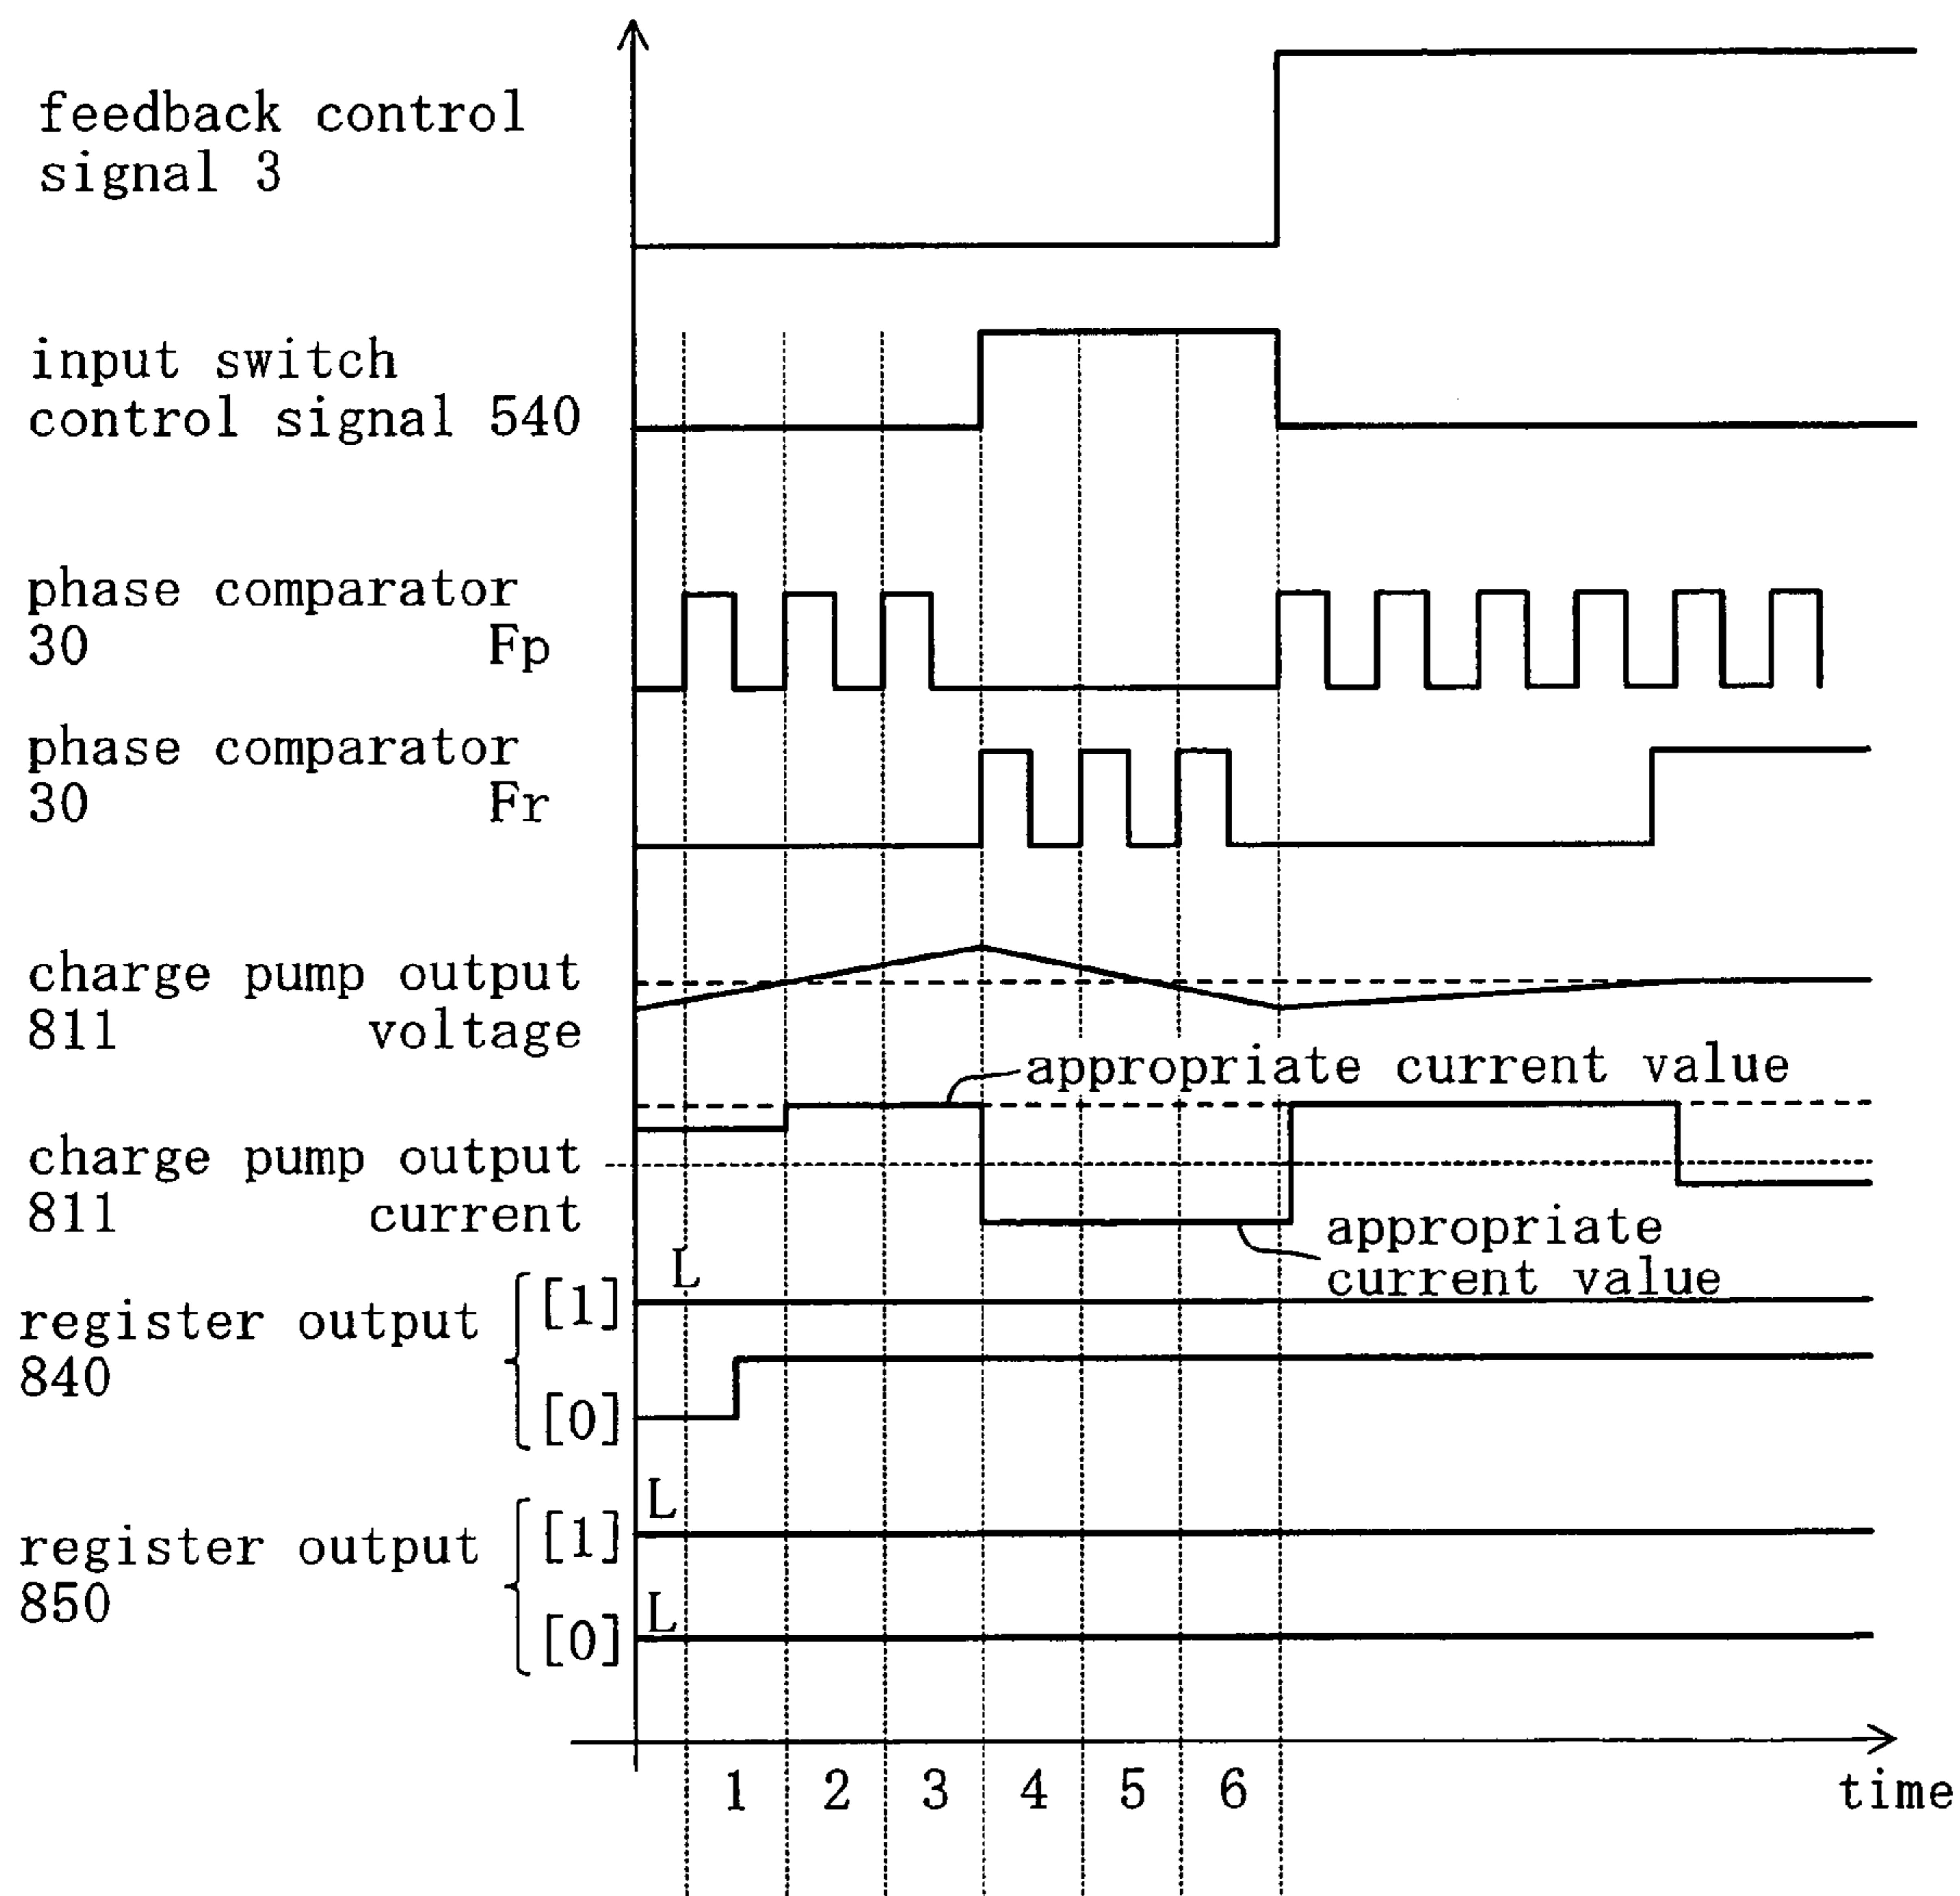 feedback control
signal 3
input switch
control signal 540
phase comparator
30 Fp
phase comparator
30 Fr
charge pump output
811 voltage
appropriate current value
charge pump output
811 current
appropriate
current value
L
register output
840
[1]
[0]
L
register output
850
[1]
L
[0]
1 2 3 4 5 6
time